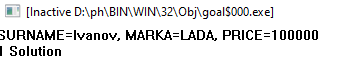 [Inactive D:\ph\BIN\WIN\32\Obj\goal$000.exe]
SURNAME=Ivanov, MARKA=LADA, PRICE=100000
1 Solution